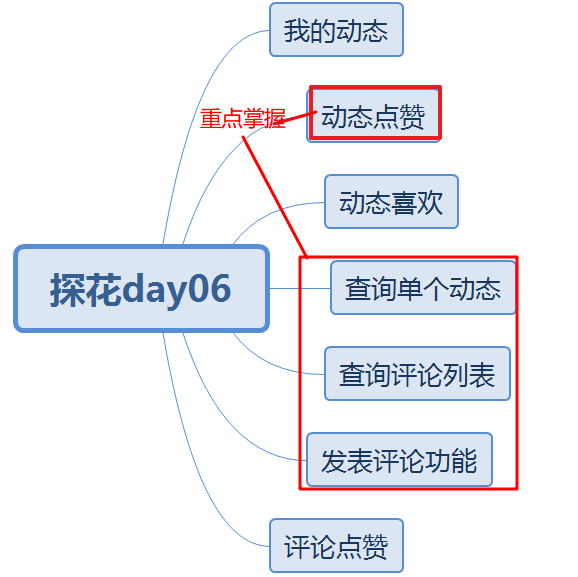 我的动态
重点掌握
动态点赞
动态喜欢
探花day06
查询单个动态
查询评论列表
发表评论功能
评论点赞